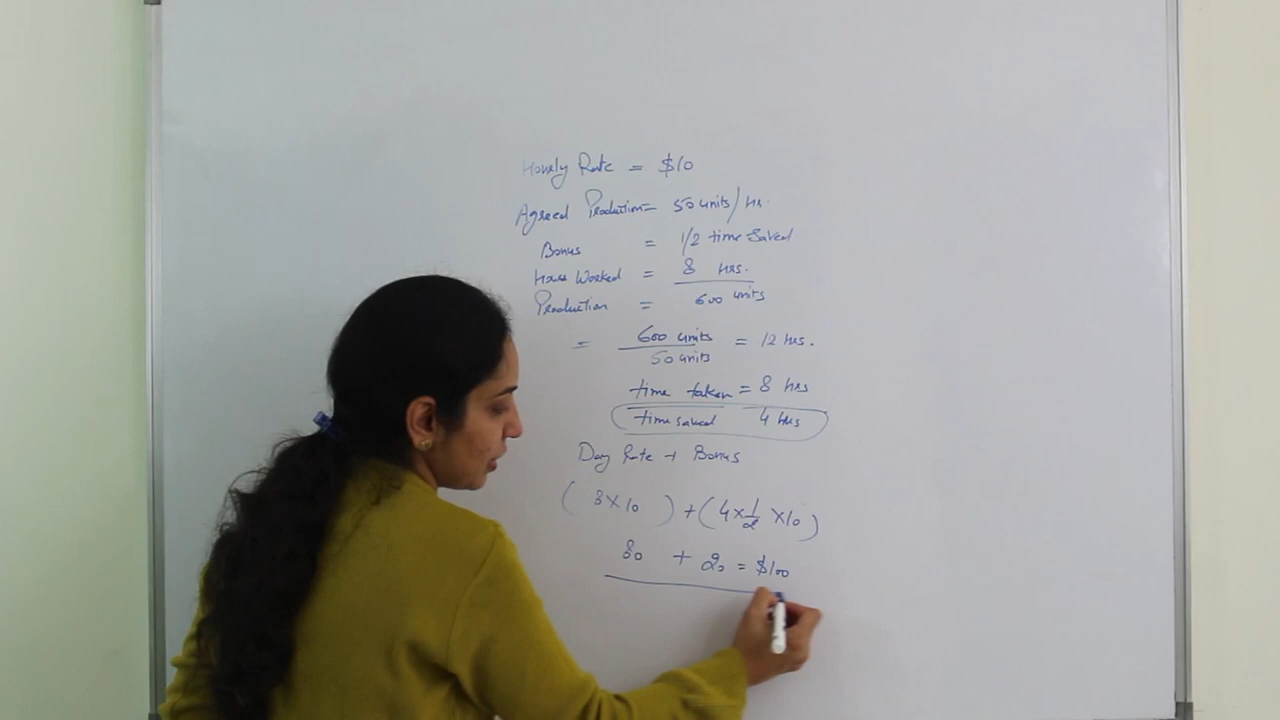 Hourly Rate = $10
Agreed Production = 50 units/Hr.
Bonus = 1/2 time saved
Hours Worked = 8 Hrs.
Production = 600 units
= 600 units / 50 units = 12 hrs.
time taken = 8 hrs
time saved 4 hrs
Day Rate + Bonus
(8×10) + (4×1/2×10)
80 + 20 = $100